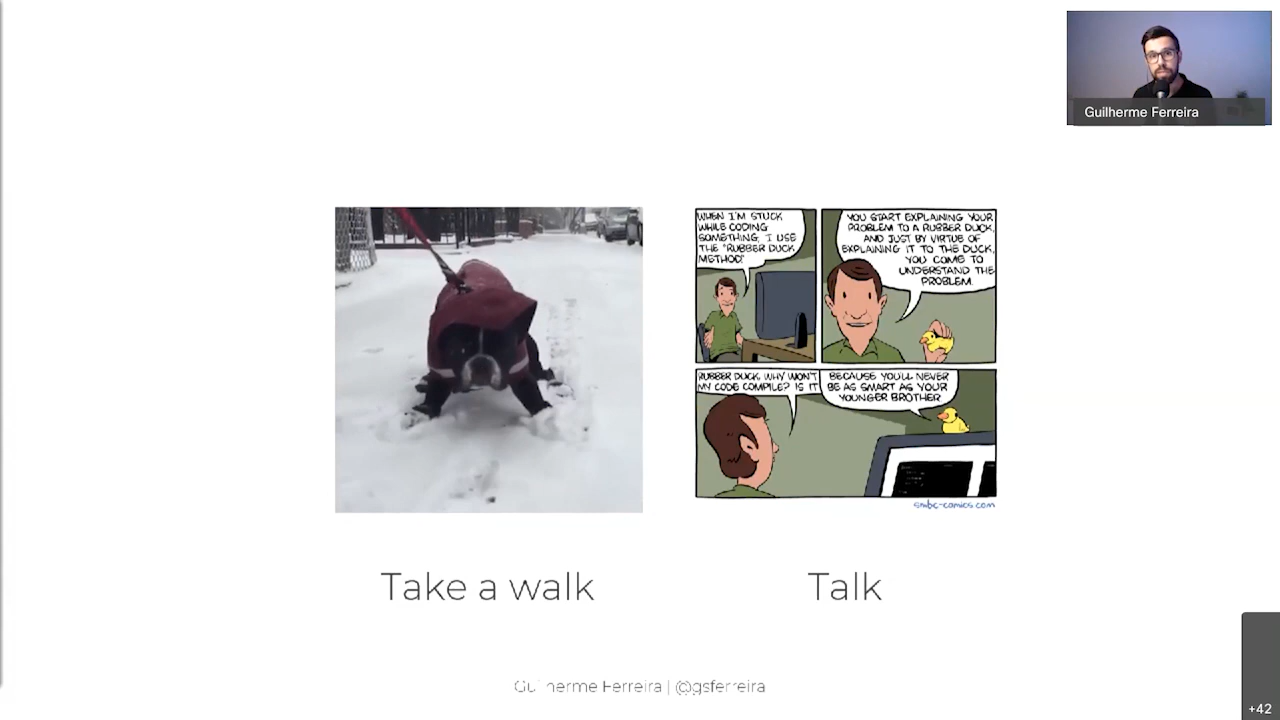 Guilherme Ferreira
WHEN I'M STUCK
WHILE CODING
SOMETHING, I USE
THE "RUBBER DUCK
METHOD"
YOU START EXPLAINING YOUR
PROBLEM TO A RUBBER DUCK,
AND JUST BY VIRTUE OF
EXPLAINING IT TO THE DUCK,
YOU COME TO
UNDERSTAND THE
PROBLEM.
RUBBER DUCK, WHY WON'T
MY CODE COMPILE? IS IT
BECAUSE YOU'LL NEVER
BE AS SMART AS YOUR
YOUNGER BROTHER
smbc-comics.com
Take a walk
Talk
Guilherme Ferreira | @gsferreira
+42